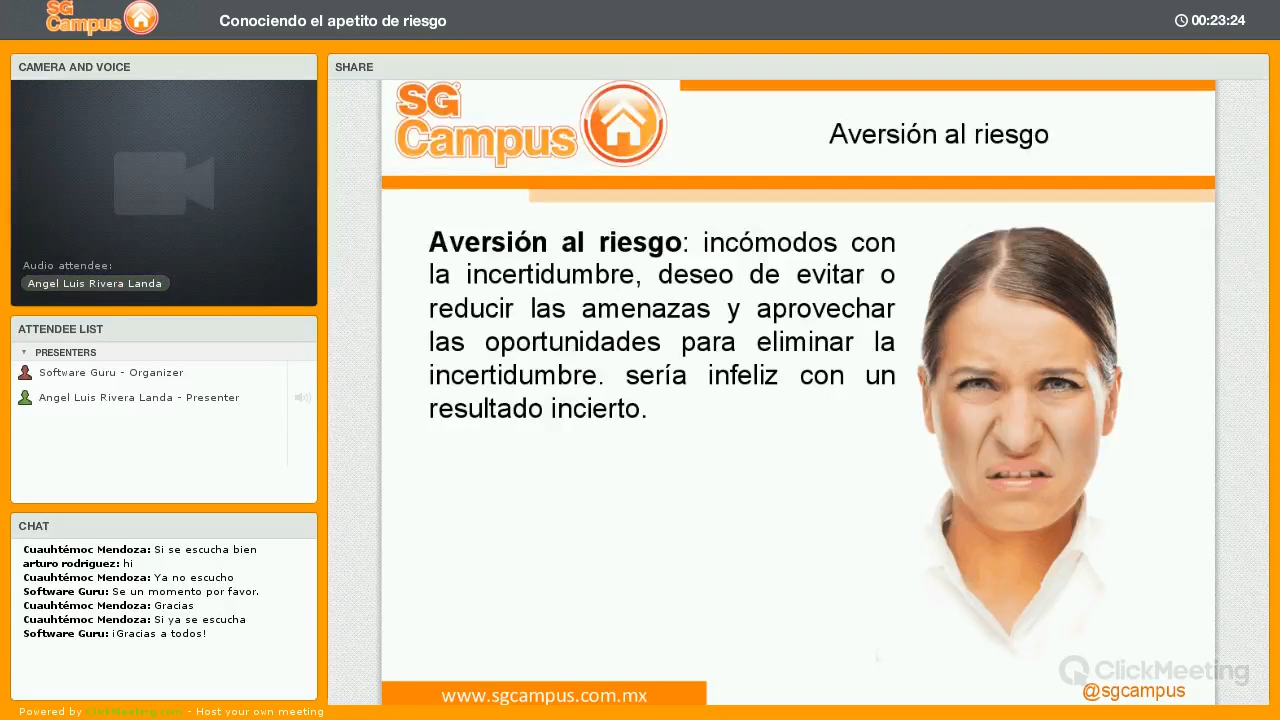 SG Campus
Conociendo el apetito de riesgo
00:23:24
CAMERA AND VOICE
Audio attendee:
Angel Luis Rivera Landa
ATTENDEE LIST
PRESENTERS
Software Guru - Organizer
Angel Luis Rivera Landa - Presenter
CHAT
Cuauhtémoc Mendoza: Si se escucha bien
arturo rodriguez: hi
Cuauhtémoc Mendoza: Ya no escucho
Software Guru: Se un momento por favor.
Cuauhtémoc Mendoza: Gracias
Cuauhtémoc Mendoza: Si ya se escucha
Software Guru: ¡Gracias a todos!
Powered by ClickMeeting.com - Host your own meeting
SHARE
SG
Campus
Aversión al riesgo
Aversión al riesgo: incómodos con
la incertidumbre, deseo de evitar o
reducir las amenazas y aprovechar
las oportunidades para eliminar la
incertidumbre. sería infeliz con un
resultado incierto.
ClickMeeting
www.sgcampus.com.mx
@sgcampus